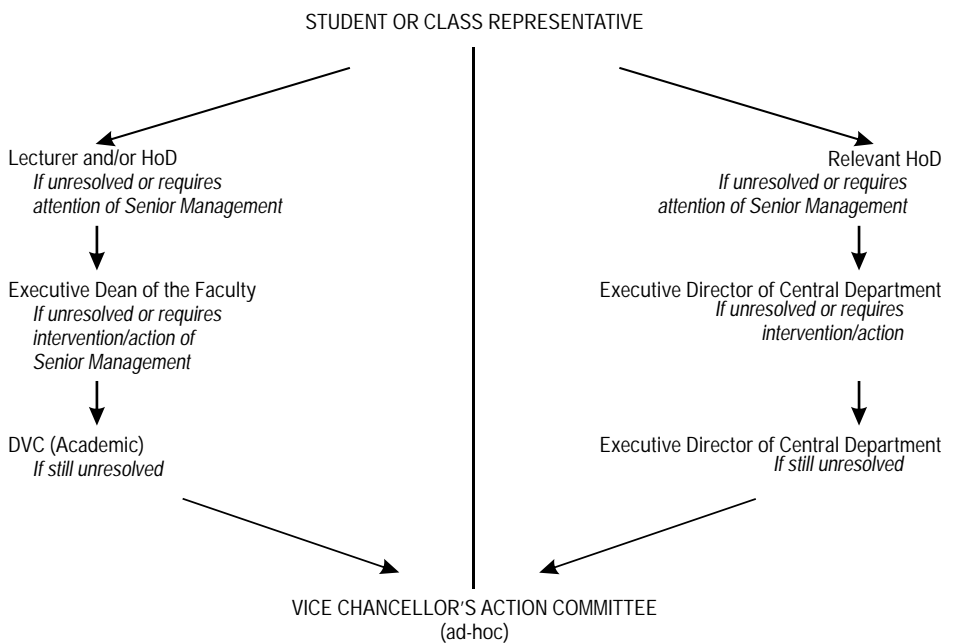 STUDENT OR CLASS REPRESENTATIVE
Lecturer and/or HoD
If unresolved or requires
attention of Senior Management
Executive Dean of the Faculty
If unresolved or requires
intervention/action of
Senior Management
DVC (Academic)
If still unresolved
Relevant HoD
If unresolved or requires
attention of Senior Management
Executive Director of Central Department
If unresolved or requires
intervention/action
Executive Director of Central Department
If still unresolved
VICE CHANCELLOR'S ACTION COMMITTEE
(ad-hoc)